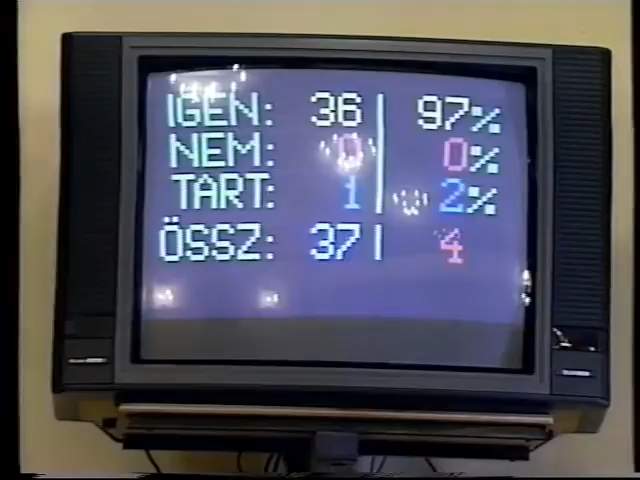 IGEN: 36 | 97%
NEM: 0 | 0%
TART: 1 | 2%
ÖSSZ: 37 | 4